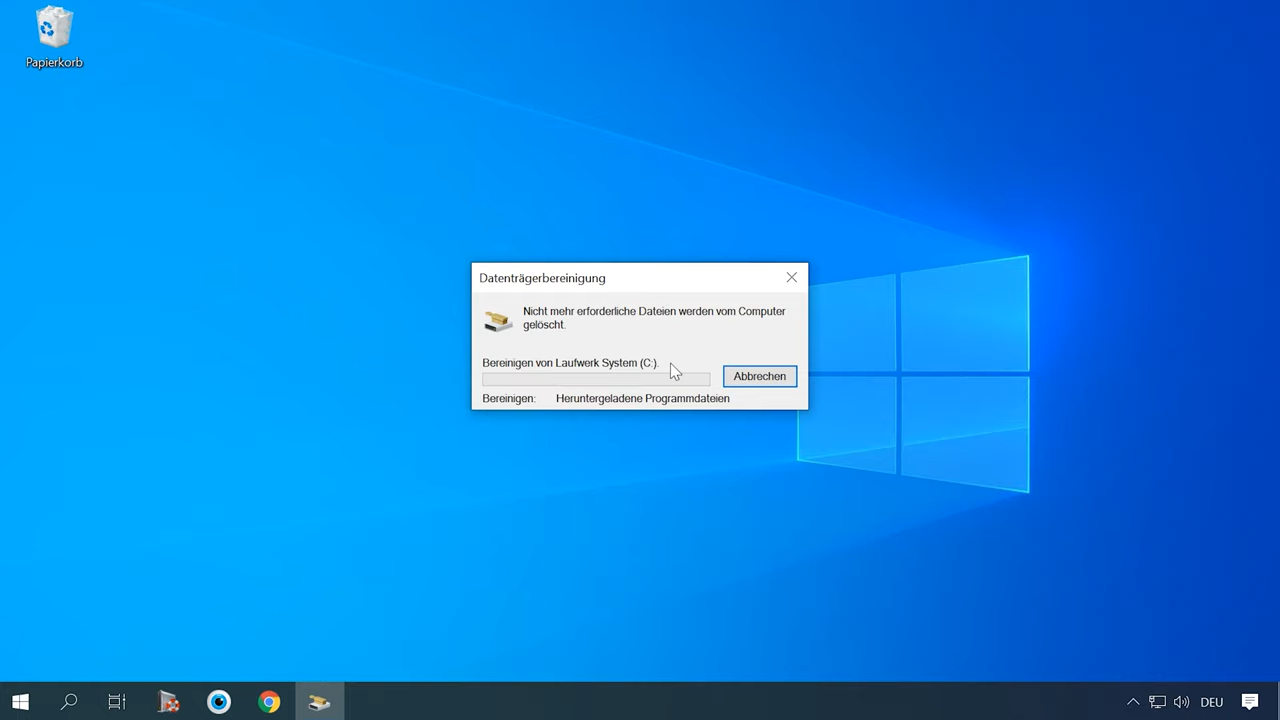 Papierkorb
Datenträgerbereinigung
Nicht mehr erforderliche Dateien werden vom Computer
gelöscht.
Bereinigen von Laufwerk System (C:).
Abbrechen
Bereinigen: Heruntergeladene Programmdateien
DEU